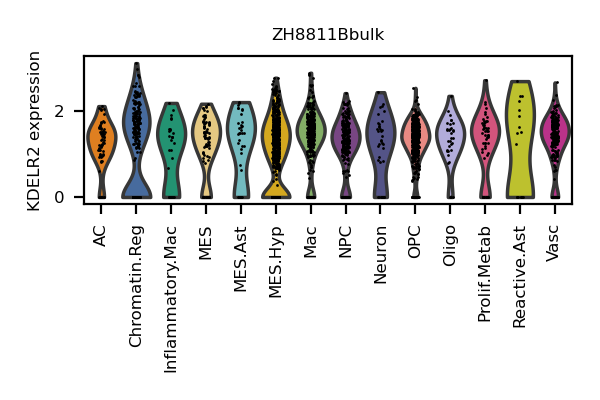 ZH8811Bbulk
KDELR2 expression
2
0
AC
Chromatin.Reg
Inflammatory.Mac
MES
MES.Ast
MES.Hyp
Mac
NPC
Neuron
OPC
Oligo
Prolif.Metab
Reactive.Ast
Vasc